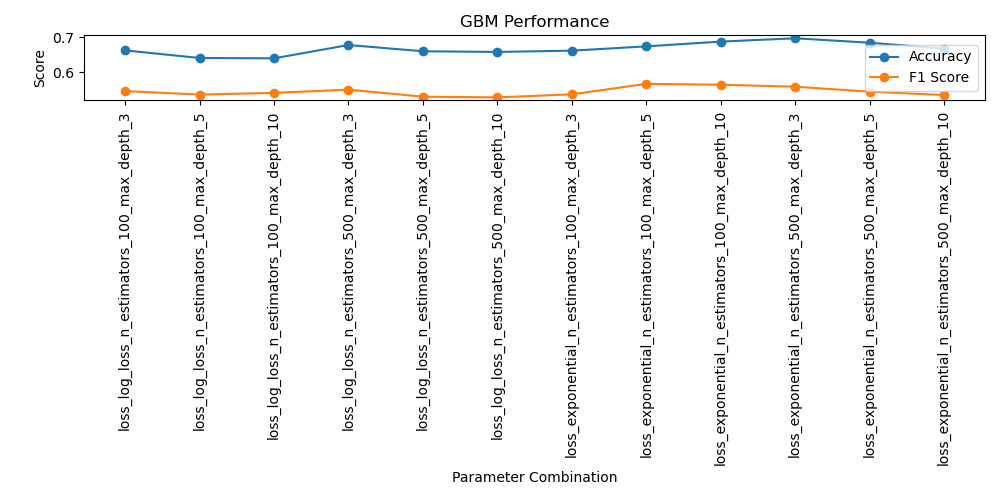 GBM Performance
Score
0.7
0.6
Accuracy
F1 Score
loss_log_loss_n_estimators_100_max_depth_3
loss_log_loss_n_estimators_100_max_depth_5
loss_log_loss_n_estimators_100_max_depth_10
loss_log_loss_n_estimators_500_max_depth_3
loss_log_loss_n_estimators_500_max_depth_5
loss_log_loss_n_estimators_500_max_depth_10
loss_exponential_n_estimators_100_max_depth_3
loss_exponential_n_estimators_100_max_depth_5
loss_exponential_n_estimators_100_max_depth_10
loss_exponential_n_estimators_500_max_depth_3
loss_exponential_n_estimators_500_max_depth_5
loss_exponential_n_estimators_500_max_depth_10
Parameter Combination